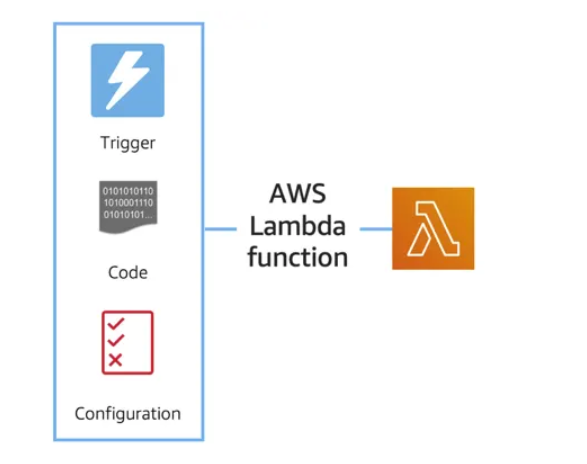 Trigger
0101010110
1010001110
01010101...
Code
Configuration
AWS
Lambda
function